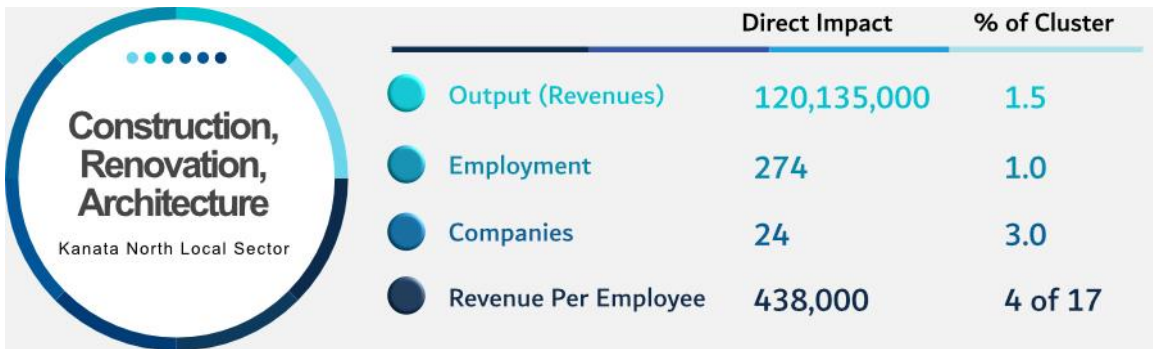 Construction,
Renovation,
Architecture
Kanata North Local Sector
Direct Impact % of Cluster
Output (Revenues) 120,135,000 1.5
Employment 274 1.0
Companies 24 3.0
Revenue Per Employee 438,000 4 of 17